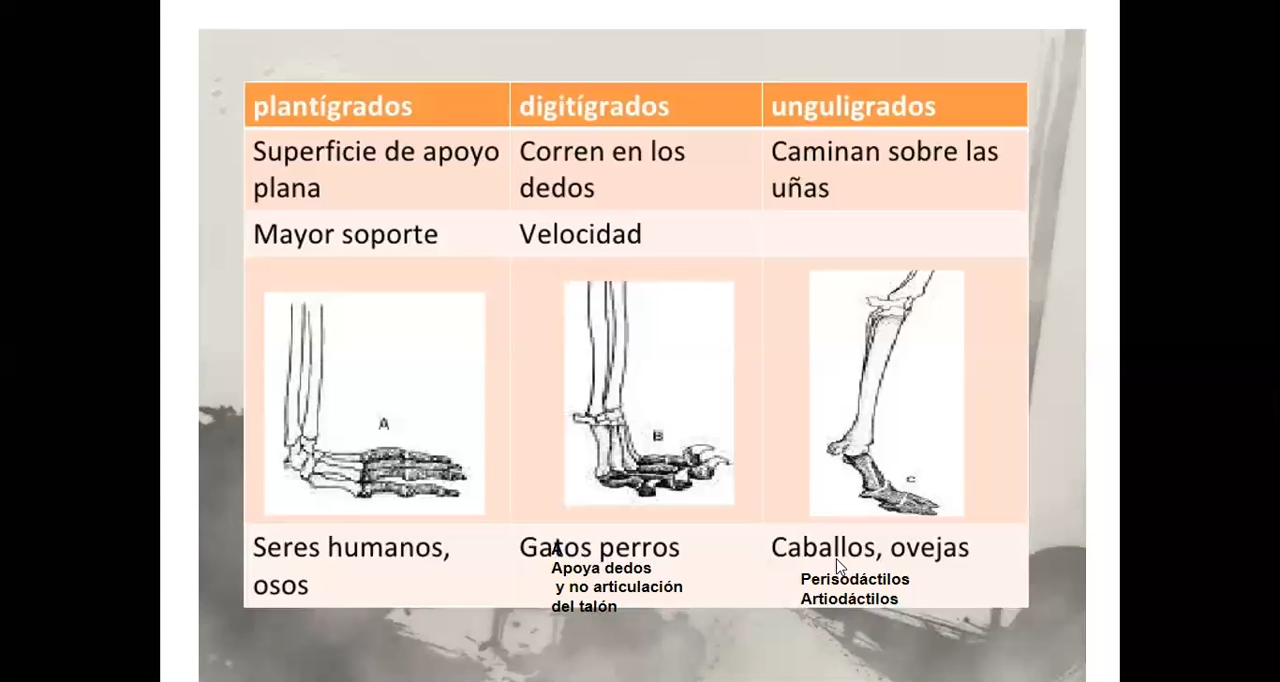 plantígrados
digitígrados
unguligrados
Superficie de apoyo
plana
Corren en los
dedos
Caminan sobre las
uñas
Mayor soporte
Velocidad
A
B
C
Seres humanos,
osos
Gatos perros
A
Apoya dedos
y no articulación
del talón
Caballos, ovejas
Perisodáctilos
Artiodáctilos